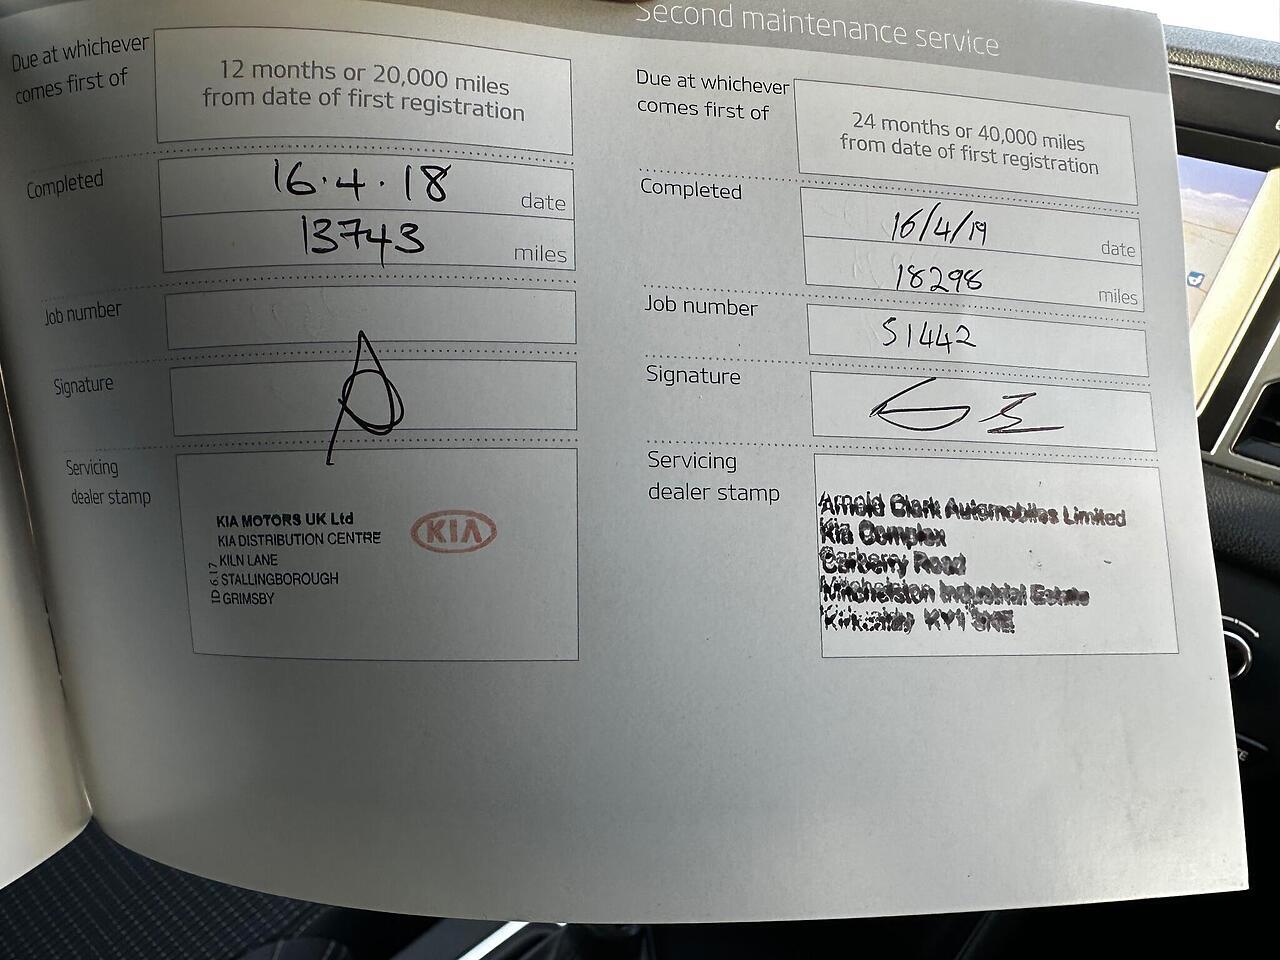 Due at whichever
comes first of
12 months or 20,000 miles
from date of first registration
Completed
16·4·18
date
13743
miles
Job number
Signature
Servicing
dealer stamp
KIA MOTORS UK Ltd
KIA DISTRIBUTION CENTRE
KILN LANE
STALLINGBOROUGH
GRIMSBY
ID 617
KIA
Second maintenance service
Due at whichever
comes first of
24 months or 40,000 miles
from date of first registration
Completed
16/4/19
date
18298
miles
Job number
51442
Signature
Servicing
dealer stamp
Arnold Clark Automobiles Limited
Kia Complex
Carberry Road
Mitchelston Industrial Estate
Kirkcaldy KY1